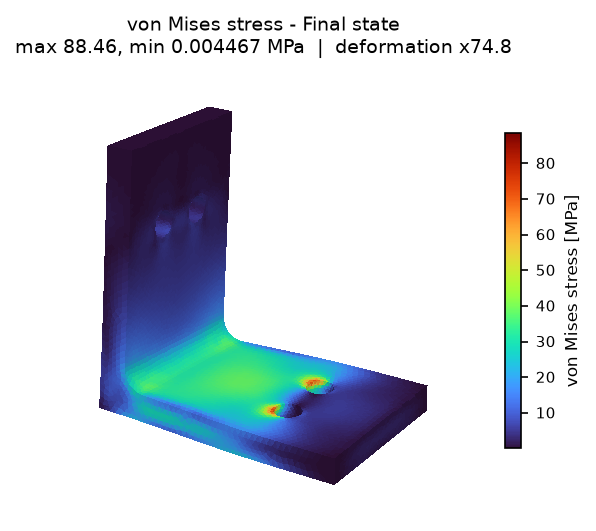 von Mises stress - Final state
max 88.46, min 0.004467 MPa | deformation x74.8
80
70
60
50
40
30
20
10
von Mises stress [MPa]